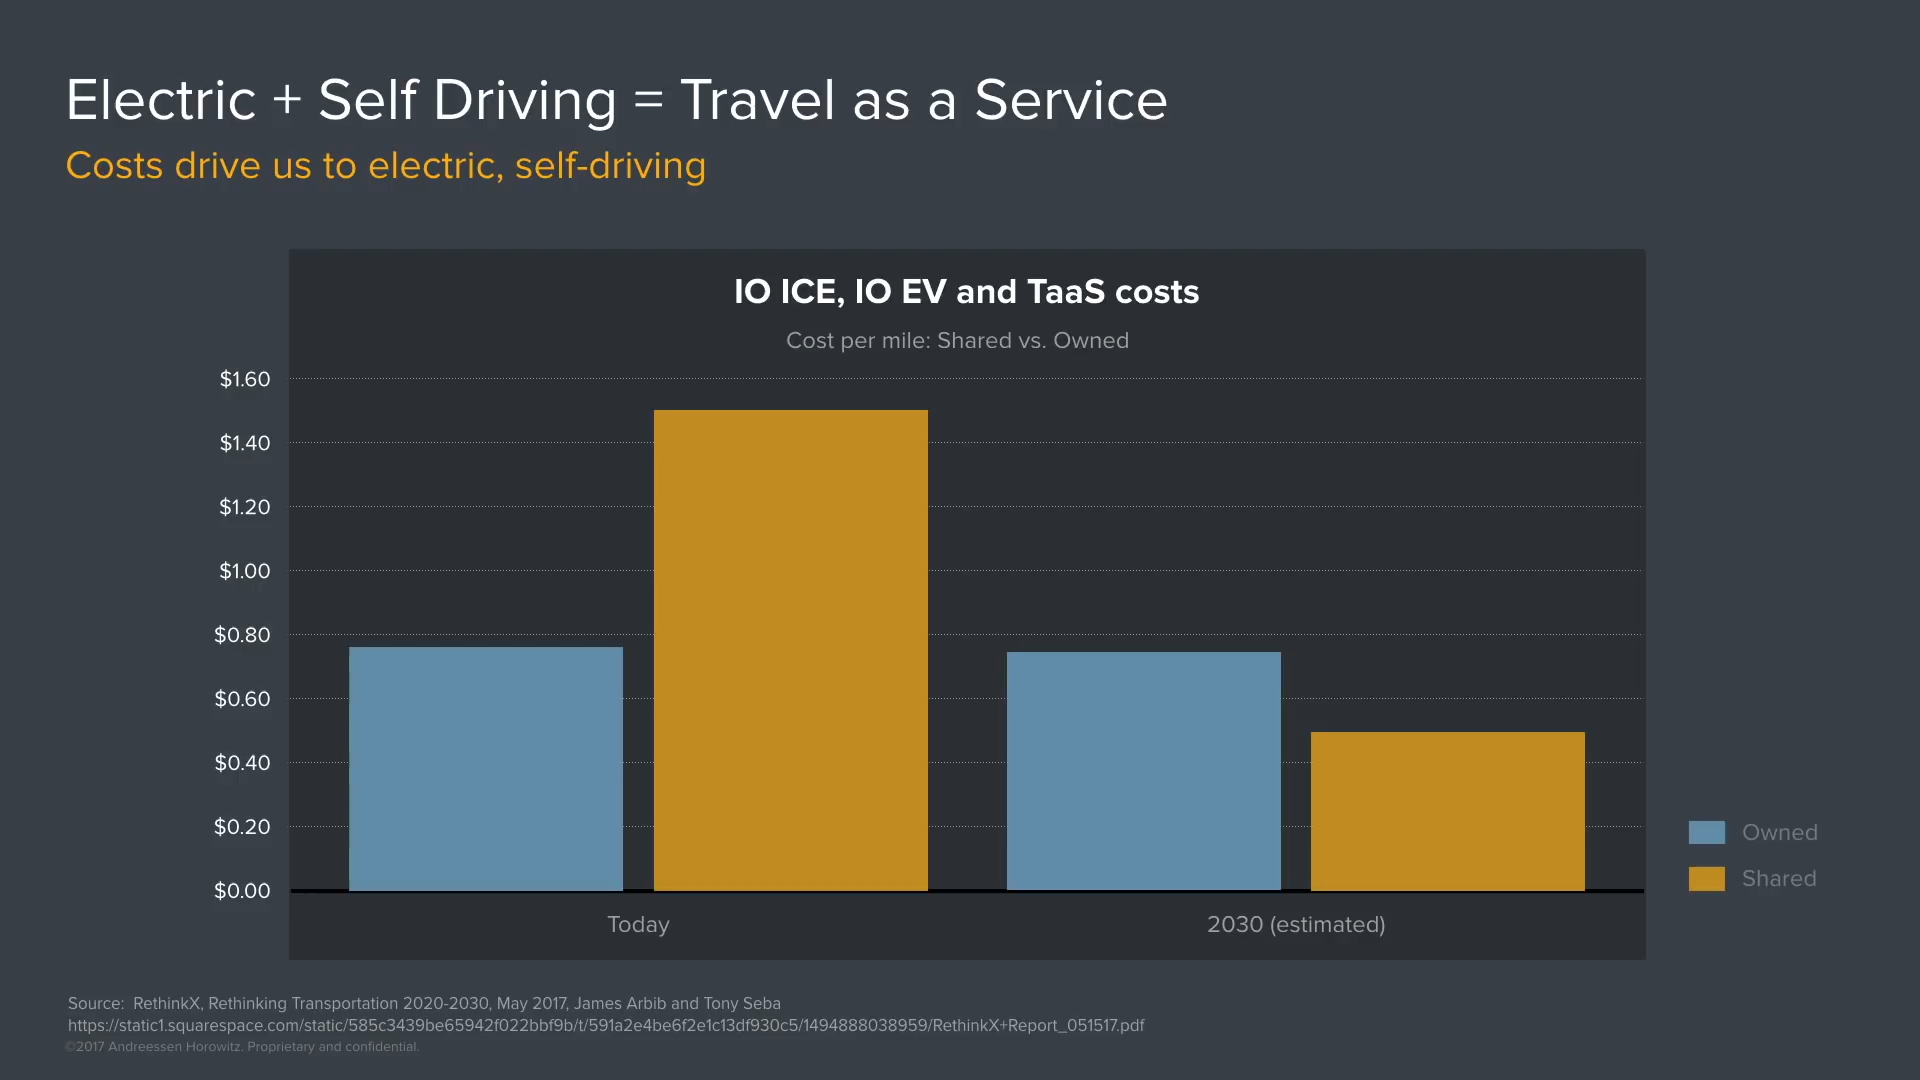 Electric + Self Driving = Travel as a Service
Costs drive us to electric, self-driving
IO ICE, IO EV and TaaS costs
Cost per mile: Shared vs. Owned
$1.60
$1.40
$1.20
$1.00
$0.80
$0.60
$0.40
$0.20
$0.00
Today
2030 (estimated)
Owned
Shared
Source: RethinkX, Rethinking Transportation 2020-2030, May 2017, James Arbib and Tony Seba
https://static1.squarespace.com/static/585c3439be65942f022bbf9b/t/591a2e4be6f2e1c13df930c5/1494888038959/RethinkX+Report_051517.pdf
©2017 Andreessen Horowitz. Proprietary and confidential.